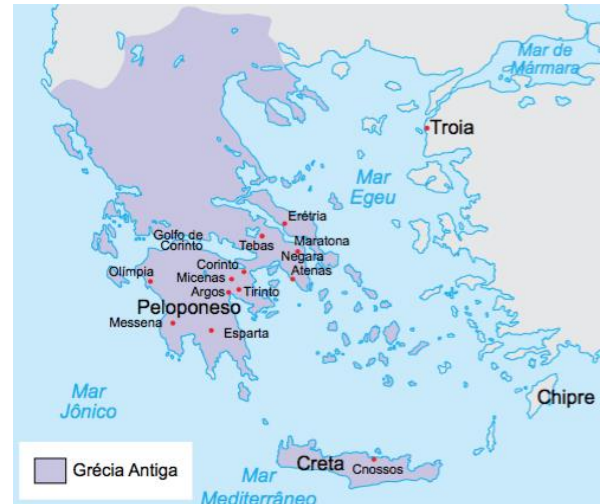 Mar de
Mármara
Troia
Mar
Egeu
Erétria
Golfo de
Corinto
Tebas
Maratona
Negara
Atenas
Corinto
Olímpia
Micenas
Argos
Tirinto
Peloponeso
Messena
Esparta
Mar
Jônico
Chipre
Creta
Cnossos
Grécia Antiga
Mar
Mediterrâneo